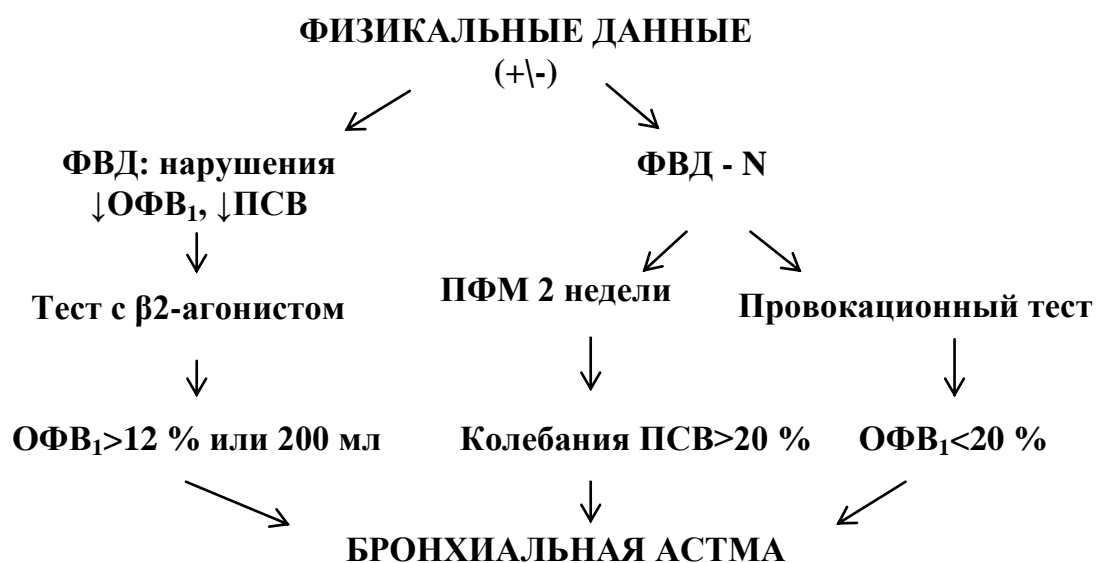 ФИЗИКАЛЬНЫЕ ДАННЫЕ
(+\-)
ФВД: нарушения
↓ОФВ₁, ↓ПСВ
ФВД - N
Тест с β2-агонистом
ПФМ 2 недели
Провокационный тест
ОФВ₁>12 % или 200 мл
Колебания ПСВ>20 %
ОФВ₁<20 %
БРОНХИАЛЬНАЯ АСТМА